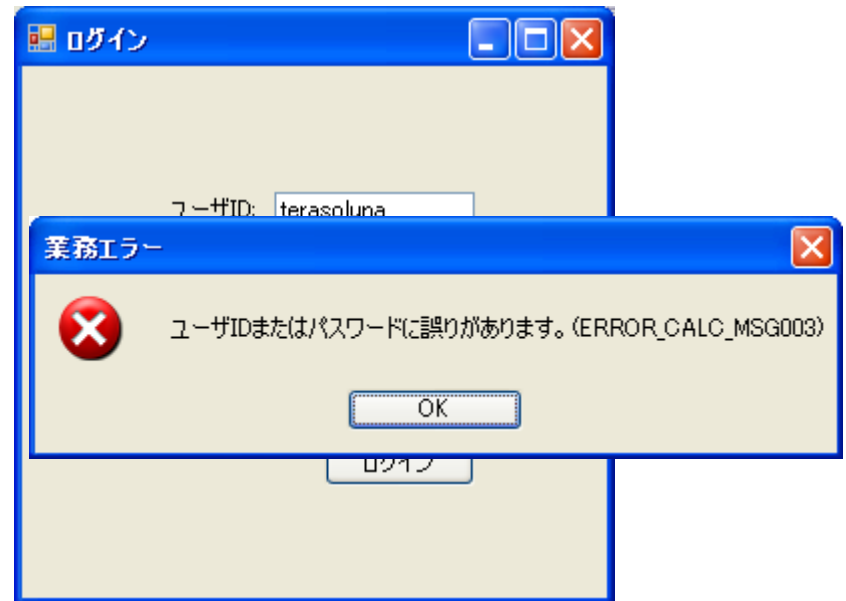 ログイン
ユーザID: terasoluna
業務エラー
ユーザIDまたはパスワードに誤りがあります。(ERROR_CALC_MSG003)
OK
ログイン